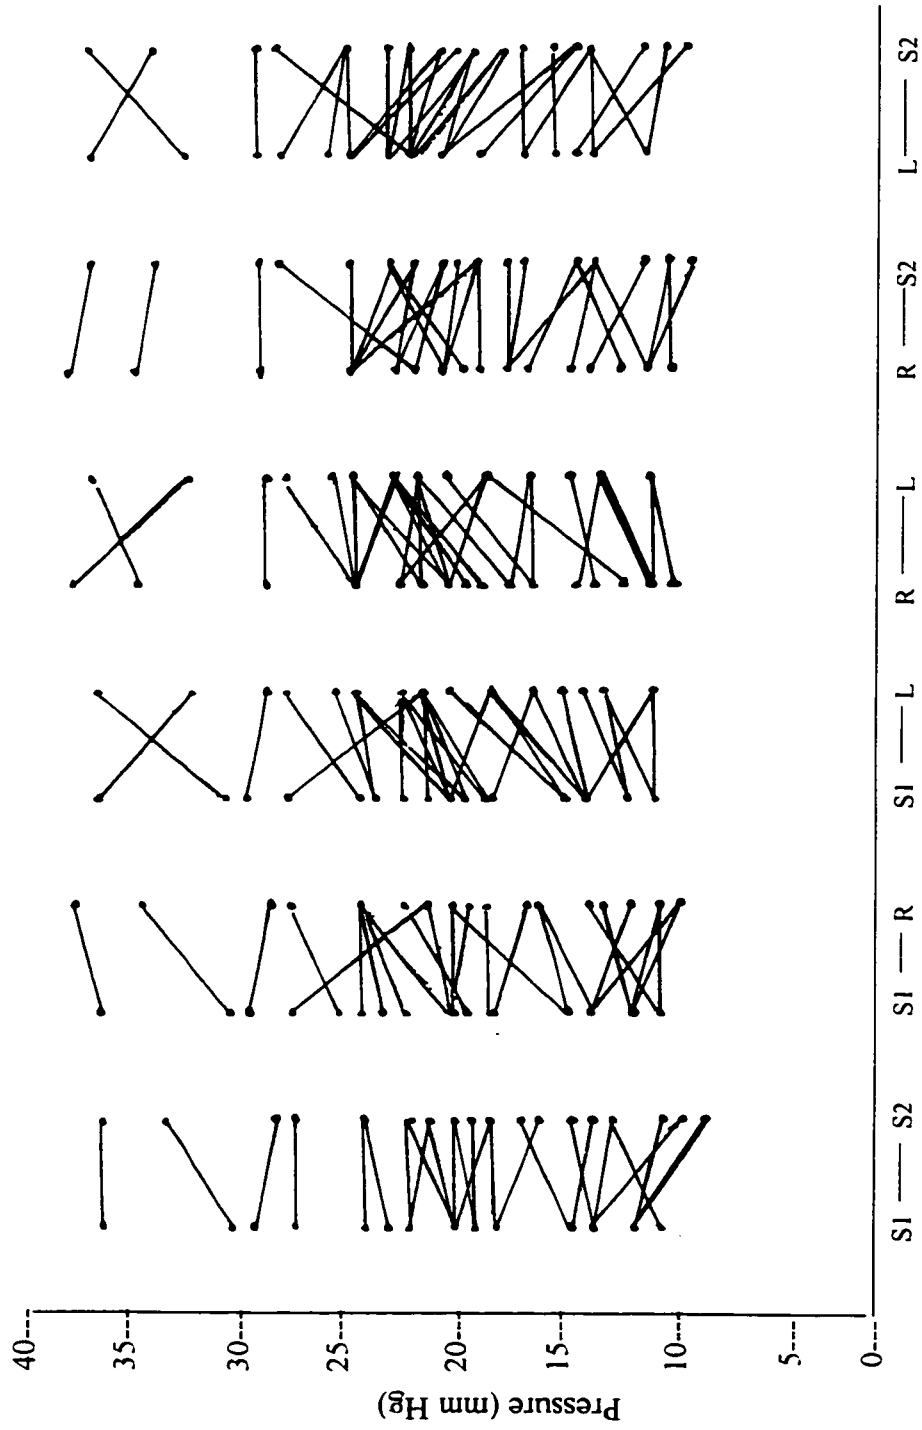 Pressure (mm Hg)
40---
35---
30---
25---
20---
15---
10---
5---
0---
S1 —— S2
S1 —— R
S1 —— L
R —— L
R —— S2
L —— S2